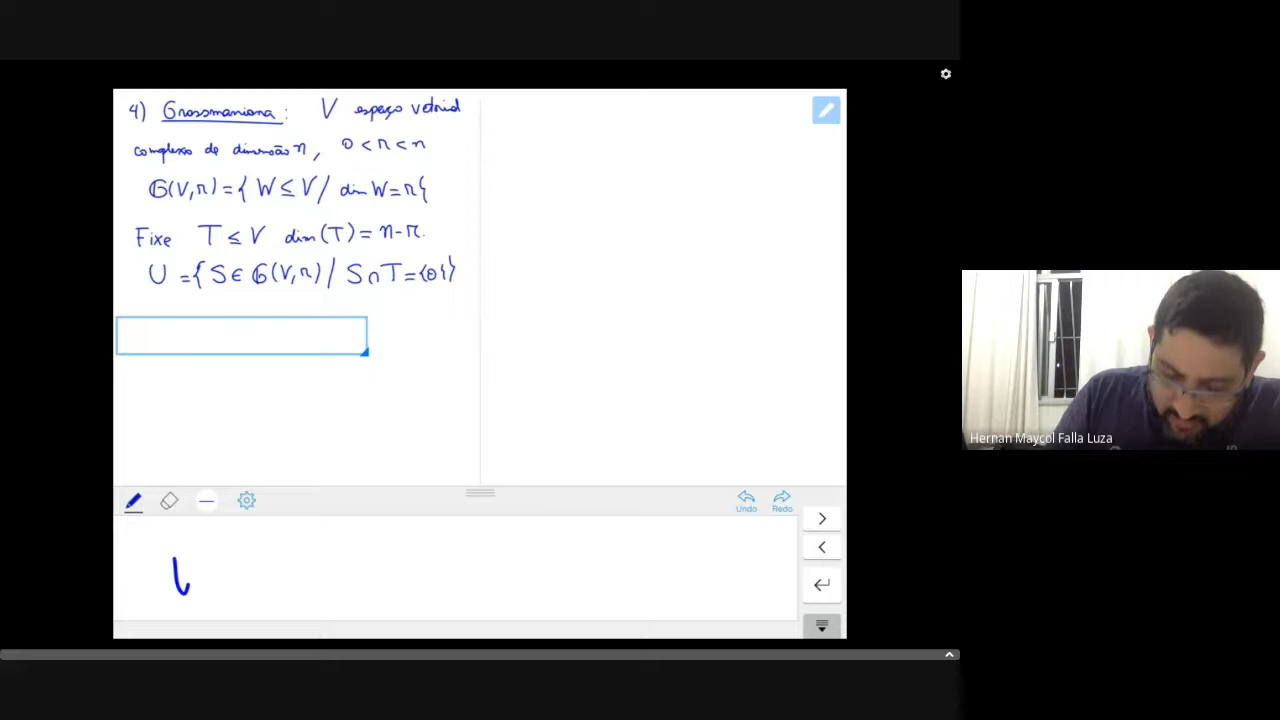 4) Grassmaniana: V espaço vetorial
complexo de dimensão n, 0 < r < n
G(V,r) = { W ≤ V / dim W = r }
Fixe T ≤ V dim(T) = n-r.
U = { S ∈ G(V,r) / S ∩ T = {0} }
Undo
Redo
Hernan Maycol Falla Luza